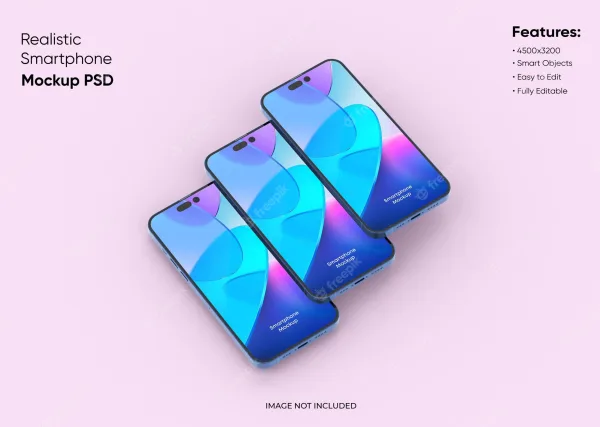 Realistic
Smartphone
Mockup PSD
Features:
• 4500x3200
• Smart Objects
• Easy to Edit
• Fully Editable
Smartphone
Mockup
freepik
Smartphone
Mockup
freepik
Smartphone
Mockup
freepik
IMAGE NOT INCLUDED